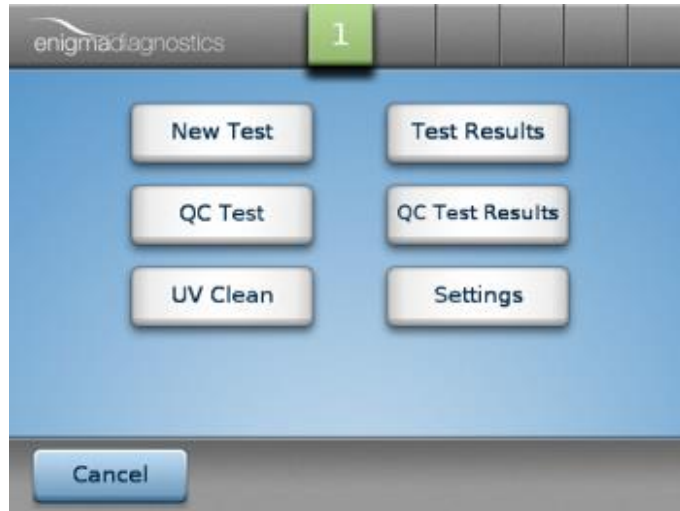 enigmadiagnostics
1
New Test
Test Results
QC Test
QC Test Results
UV Clean
Settings
Cancel